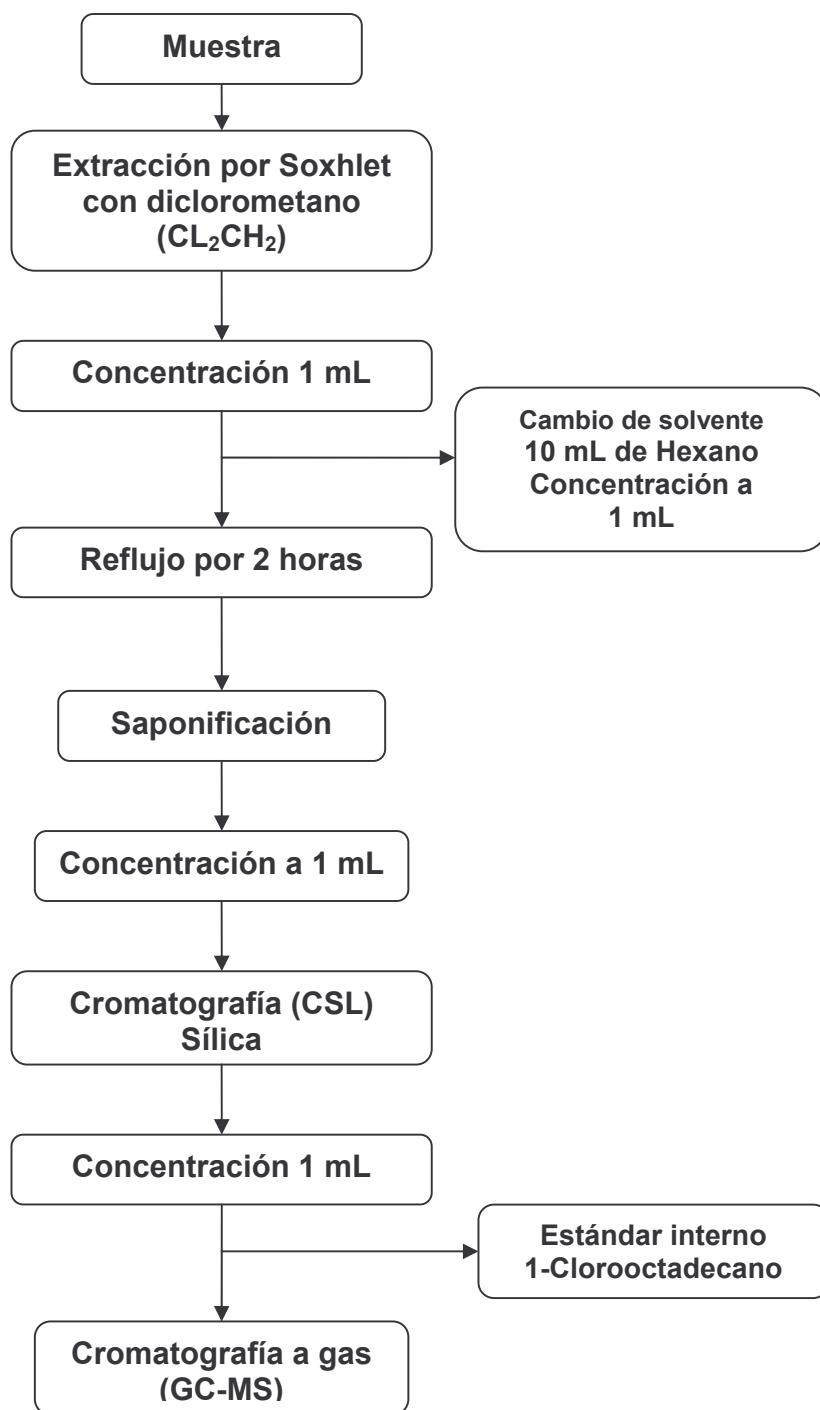 Muestra
Extracción por Soxhlet
con diclorometano
(CL₂CH₂)
Concentración 1 mL
Cambio de solvente
10 mL de Hexano
Concentración a
1 mL
Reflujo por 2 horas
Saponificación
Concentración a 1 mL
Cromatografía (CSL)
Sílica
Concentración 1 mL
Estándar interno
1-Clorooctadecano
Cromatografía a gas
(GC-MS)